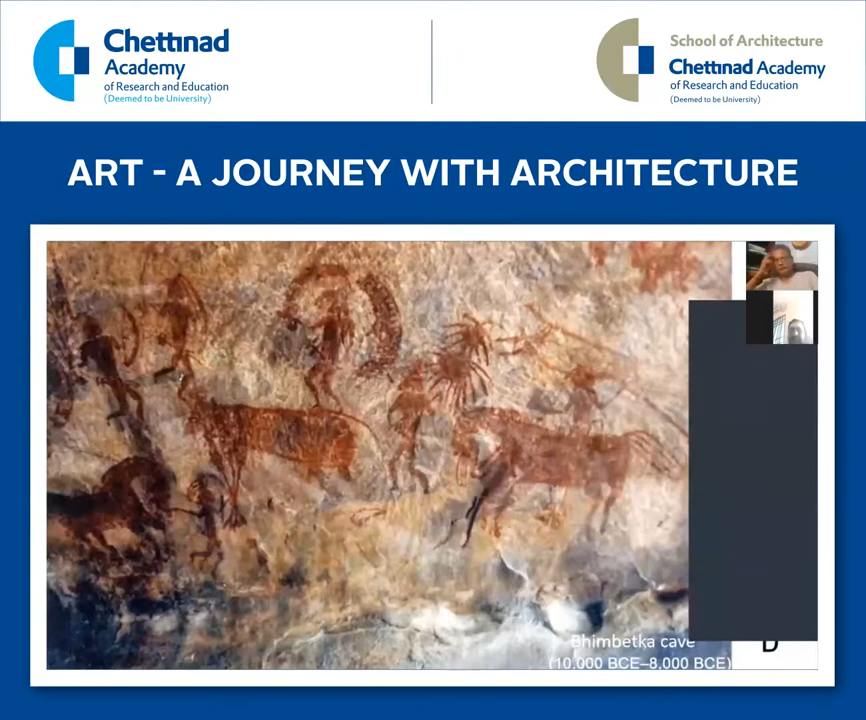 Chettinad
Academy
of Research and Education
(Deemed to be University)
School of Architecture
Chettinad Academy
of Research and Education
(Deemed to be University)
ART - A JOURNEY WITH ARCHITECTURE
Bhimbetka cave
(10,000 BCE–8,000 BCE)
D